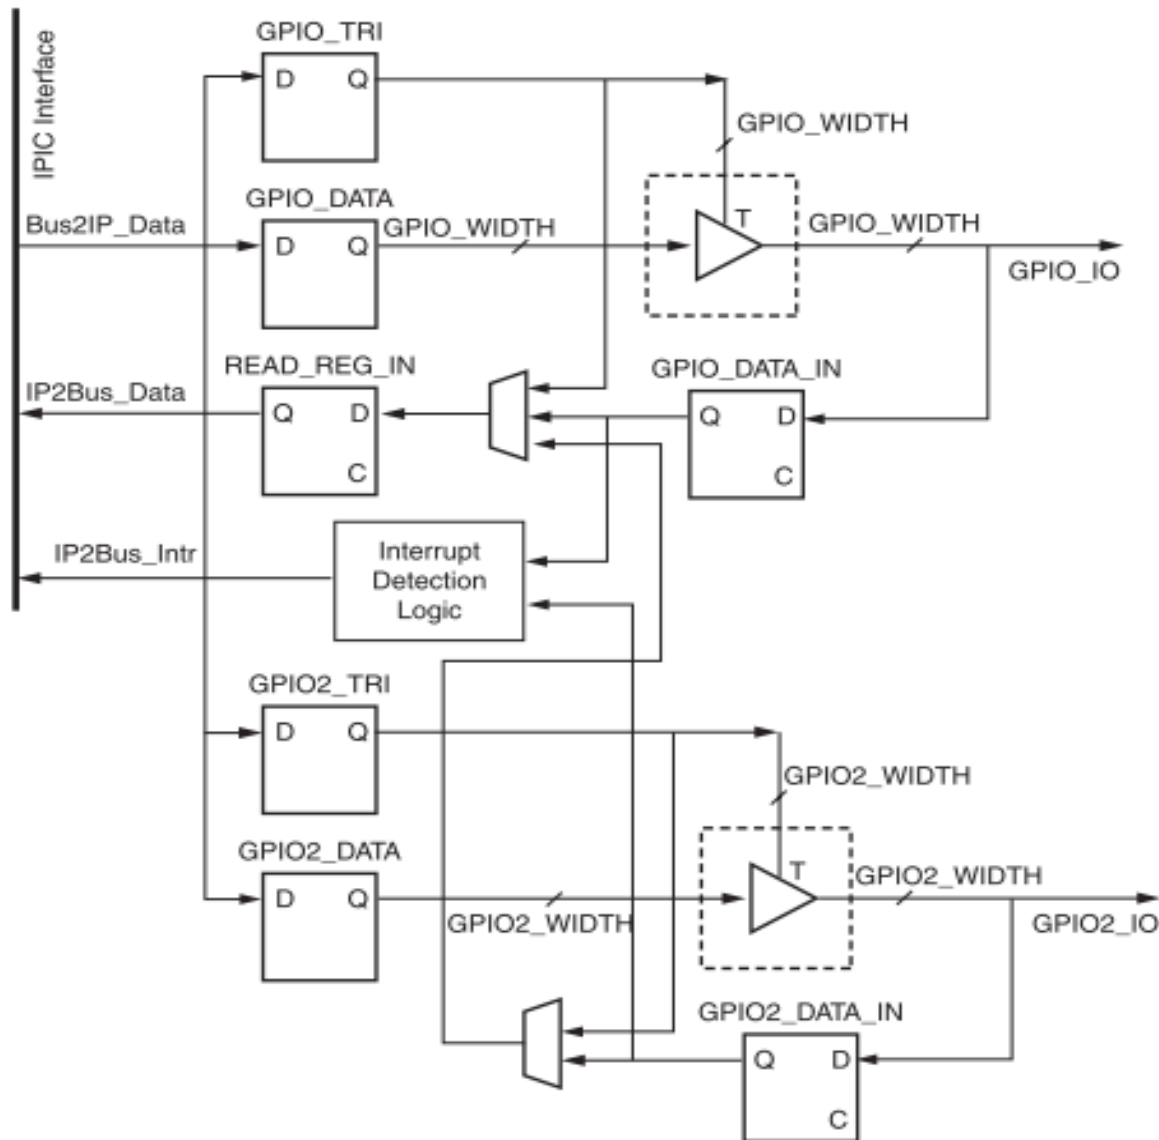 GPIO_TRI
IPIC Interface
D Q
GPIO_WIDTH
GPIO_DATA
Bus2IP_Data
D Q
GPIO_WIDTH
T
GPIO_WIDTH
GPIO_IO
READ_REG_IN
GPIO_DATA_IN
IP2Bus_Data
Q D
C
Q D
C
IP2Bus_Intr
Interrupt
Detection
Logic
GPIO2_TRI
D Q
GPIO2_WIDTH
GPIO2_DATA
D Q
GPIO2_WIDTH
T
GPIO2_WIDTH
GPIO2_IO
GPIO2_DATA_IN
Q D
C